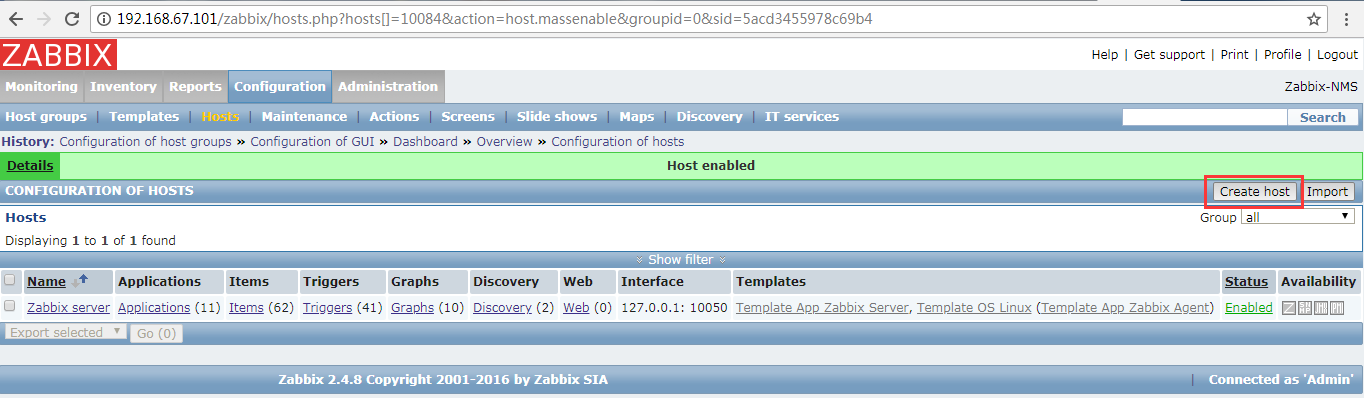 192.168.67.101/zabbix/hosts.php?hosts[]=10084&action=host.massenable&groupid=0&sid=5acd3455978c69b4
ZABBIX
Help | Get support | Print | Profile | Logout
Monitoring Inventory Reports Configuration Administration
Zabbix-NMS
Host groups | Templates | Hosts | Maintenance | Actions | Screens | Slide shows | Maps | Discovery | IT services
Search
History: Configuration of host groups » Configuration of GUI » Dashboard » Overview » Configuration of hosts
Details Host enabled
CONFIGURATION OF HOSTS Create host Import
Hosts Group all
Displaying 1 to 1 of 1 found
Show filter
Name Applications Items Triggers Graphs Discovery Web Interface Templates Status Availability
Zabbix server Applications (11) Items (62) Triggers (41) Graphs (10) Discovery (2) Web (0) 127.0.0.1: 10050 Template App Zabbix Server, Template OS Linux (Template App Zabbix Agent) Enabled
Export selected Go (0)
Zabbix 2.4.8 Copyright 2001-2016 by Zabbix SIA | Connected as 'Admin'